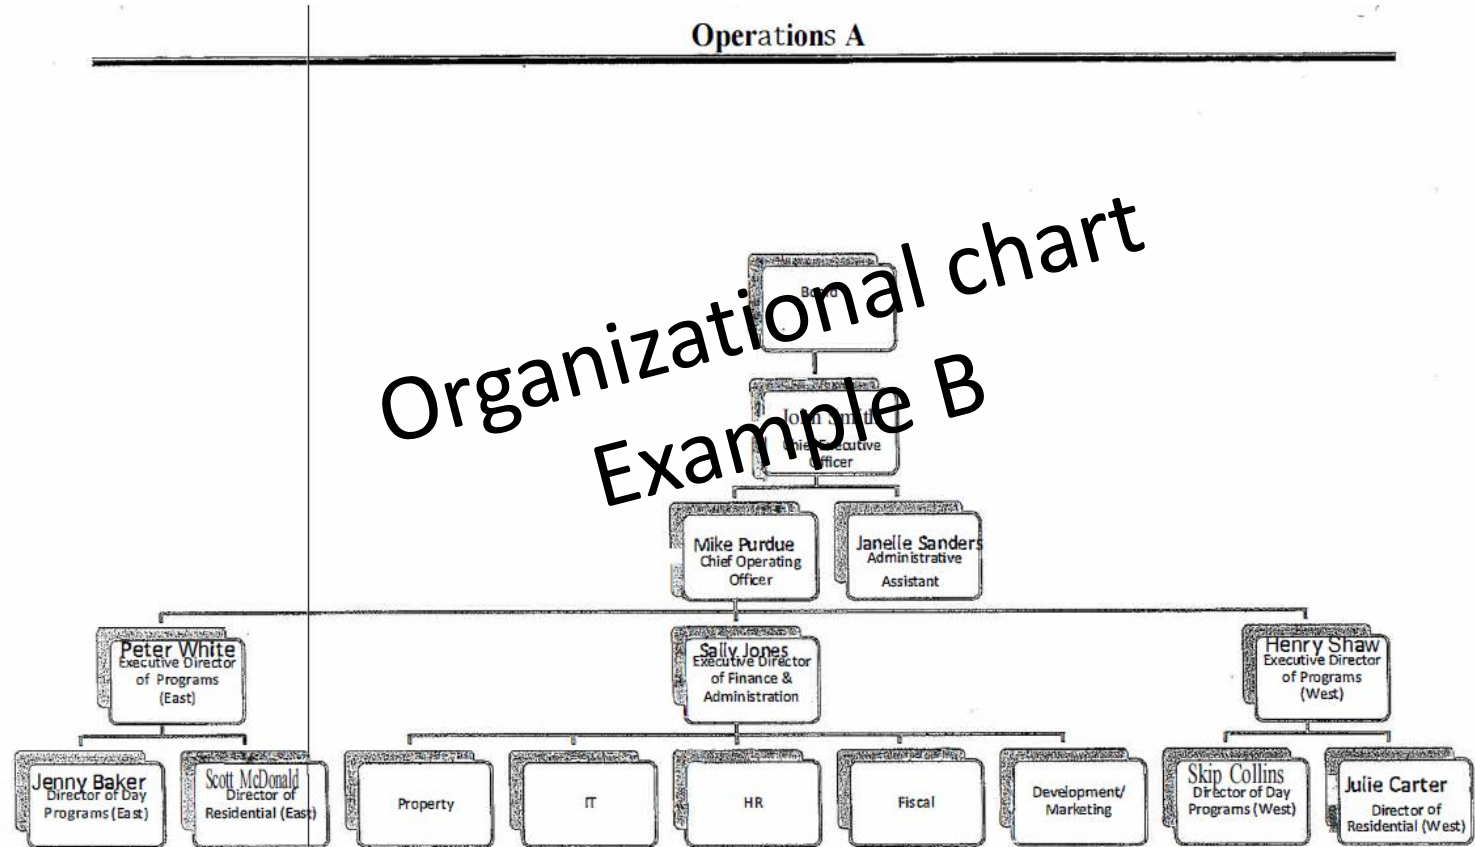 Operations A
Organizational chart
Example B
Board
John Smith
Chief Executive
Officer
Mike Purdue
Chief Operating
Officer
Janelle Sanders
Administrative
Assistant
Peter White
Executive Director
of Programs
(East)
Sally Jones
Executive Director
of Finance &
Administration
Henry Shaw
Executive Director
of Programs
(West)
Jenny Baker
Director of Day
Programs (East)
Scott McDonald
Director of
Residential (East)
Property
IT
HR
Fiscal
Development/
Marketing
Skip Collins
Director of Day
Programs (West)
Julie Carter
Director of
Residential (West)